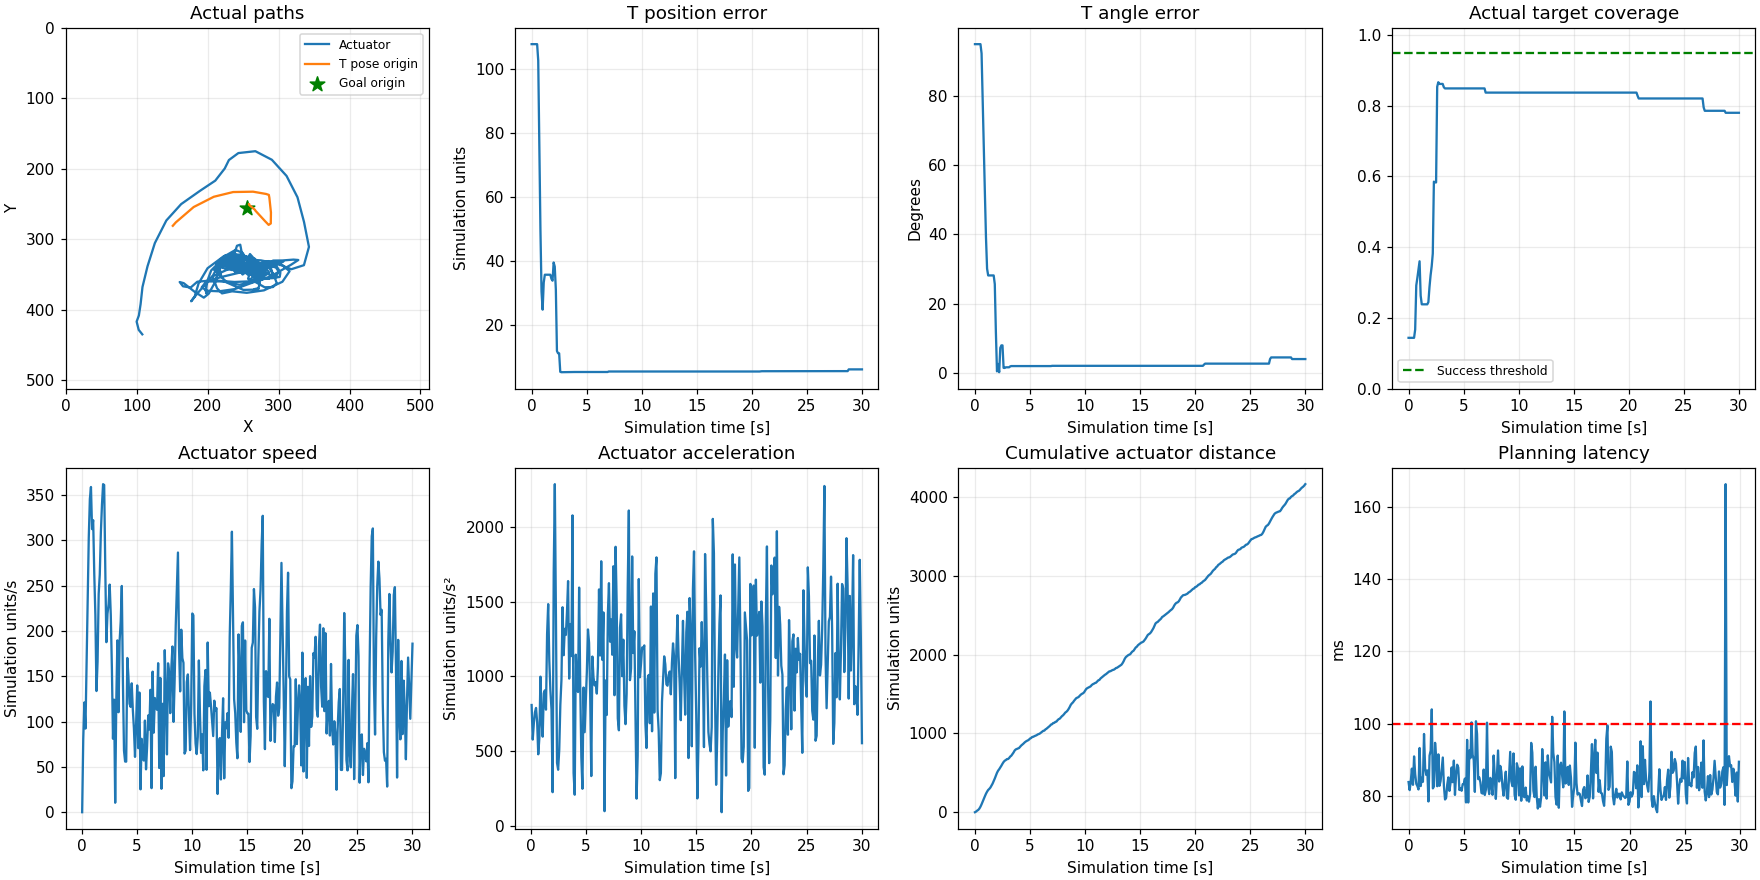 Actual paths
0
100
200
300
400
500
Y
0 100 200 300 400 500
X
Actuator
T pose origin
Goal origin
T position error
100
80
60
40
20
Simulation units
0 5 10 15 20 25 30
Simulation time [s]
T angle error
80
60
40
20
0
Degrees
0 5 10 15 20 25 30
Simulation time [s]
Actual target coverage
1.0
0.8
0.6
0.4
0.2
0.0
Success threshold
0 5 10 15 20 25 30
Simulation time [s]
Actuator speed
350
300
250
200
150
100
50
0
Simulation units/s
0 5 10 15 20 25 30
Simulation time [s]
Actuator acceleration
2000
1500
1000
500
0
Simulation units/s²
0 5 10 15 20 25 30
Simulation time [s]
Cumulative actuator distance
4000
3000
2000
1000
0
Simulation units
0 5 10 15 20 25 30
Simulation time [s]
Planning latency
160
140
120
100
80
ms
0 5 10 15 20 25 30
Simulation time [s]